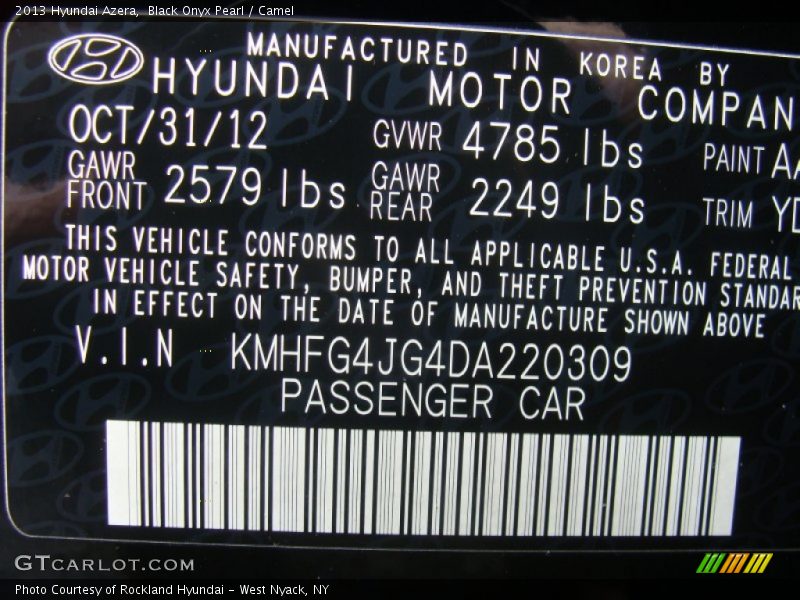 2013 Hyundai Azera, Black Onyx Pearl / Camel
MANUFACTURED IN KOREA BY
HYUNDAI MOTOR COMPAN
OCT/31/12 GVWR 4785 lbs PAINT AA
GAWR FRONT 2579 lbs GAWR REAR 2249 lbs TRIM YD
THIS VEHICLE CONFORMS TO ALL APPLICABLE U.S.A. FEDERAL
MOTOR VEHICLE SAFETY, BUMPER, AND THEFT PREVENTION STANDAR
IN EFFECT ON THE DATE OF MANUFACTURE SHOWN ABOVE
V.I.N KMHFG4JG4DA220309
PASSENGER CAR
GTCARLOT.COM
Photo Courtesy of Rockland Hyundai - West Nyack, NY